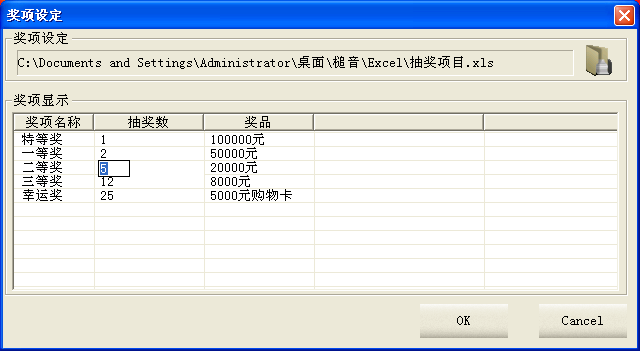 奖项设定
奖项设定
C:\Documents and Settings\Administrator\桌面\槌音\Excel\抽奖项目.xls
奖项显示
奖项名称 抽奖数 奖品
特等奖 1 100000元
一等奖 2 50000元
二等奖 5 20000元
三等奖 12 8000元
幸运奖 25 5000元购物卡
OK Cancel